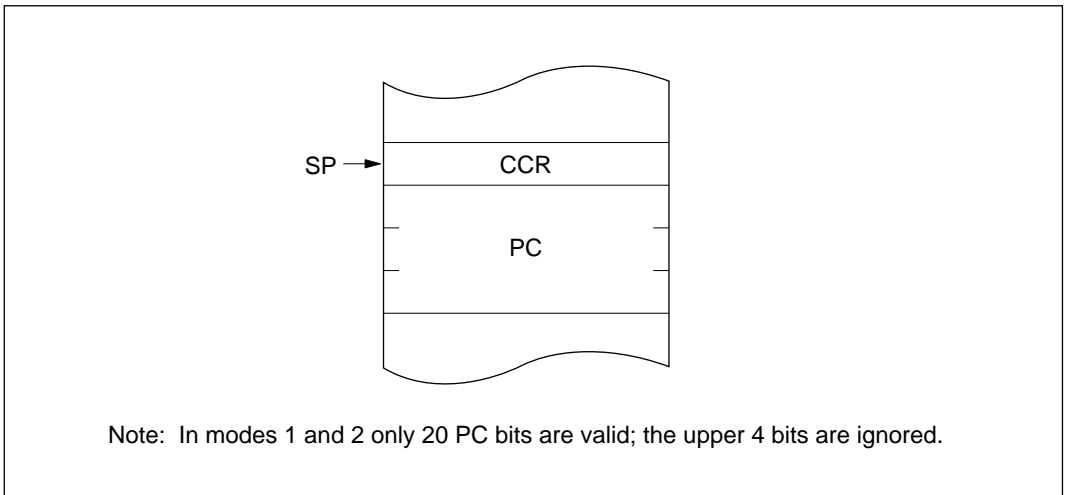 SP CCR
PC
Note: In modes 1 and 2 only 20 PC bits are valid; the upper 4 bits are ignored.